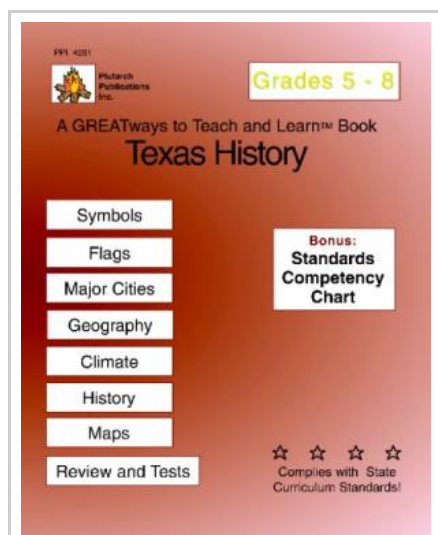 PPI 4281
Plutarch
Publications
Inc.
Grades 5 - 8
A GREATways to Teach and Learn™ Book
Texas History
Symbols
Flags
Major Cities
Geography
Climate
History
Maps
Review and Tests
Bonus:
Standards
Competency
Chart
Complies with State
Curriculum Standards!